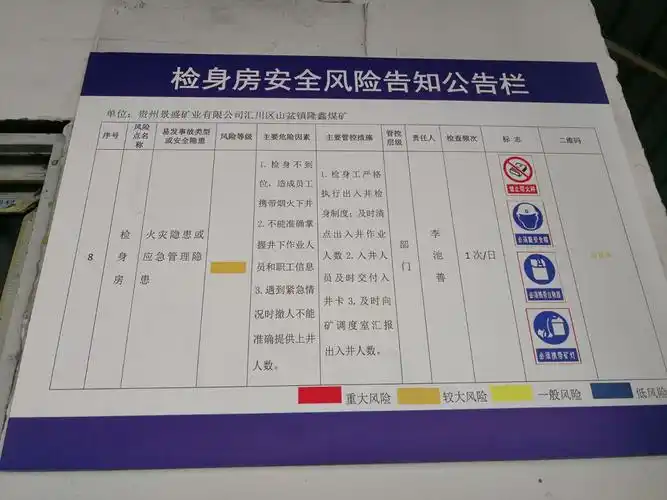 检身房安全风险告知公告栏
单位：贵州景盛矿业有限公司汇川区山盆镇隆鑫煤矿
序号
风险
点名
称
易发事故类型
或安全隐患
风险等级
主要危险因素
主要管控措施
管控
层级
责任人
检查频次
标 志
二维码
8
检
身
房
火灾隐患或
应急管理隐
患
1. 检身不到
位，造成员工
携带烟火下井
2. 不能准确掌
握井下作业人
员和职工信息
3. 遇到紧急情
况时撤人不能
准确提供上井
人数。
1. 检身工严格
执行出入井检
身制度；及时清
点出入井作业
人数 2. 入井人
员及时交付入
井卡 3. 及时向
矿调度室汇报
出入井人数。
部
门
李
池
善
1 次/日
禁止带火种
必须戴安全帽
必须携带自救器
必须携带矿灯
重大风险
较大风险
一般风险
低风险